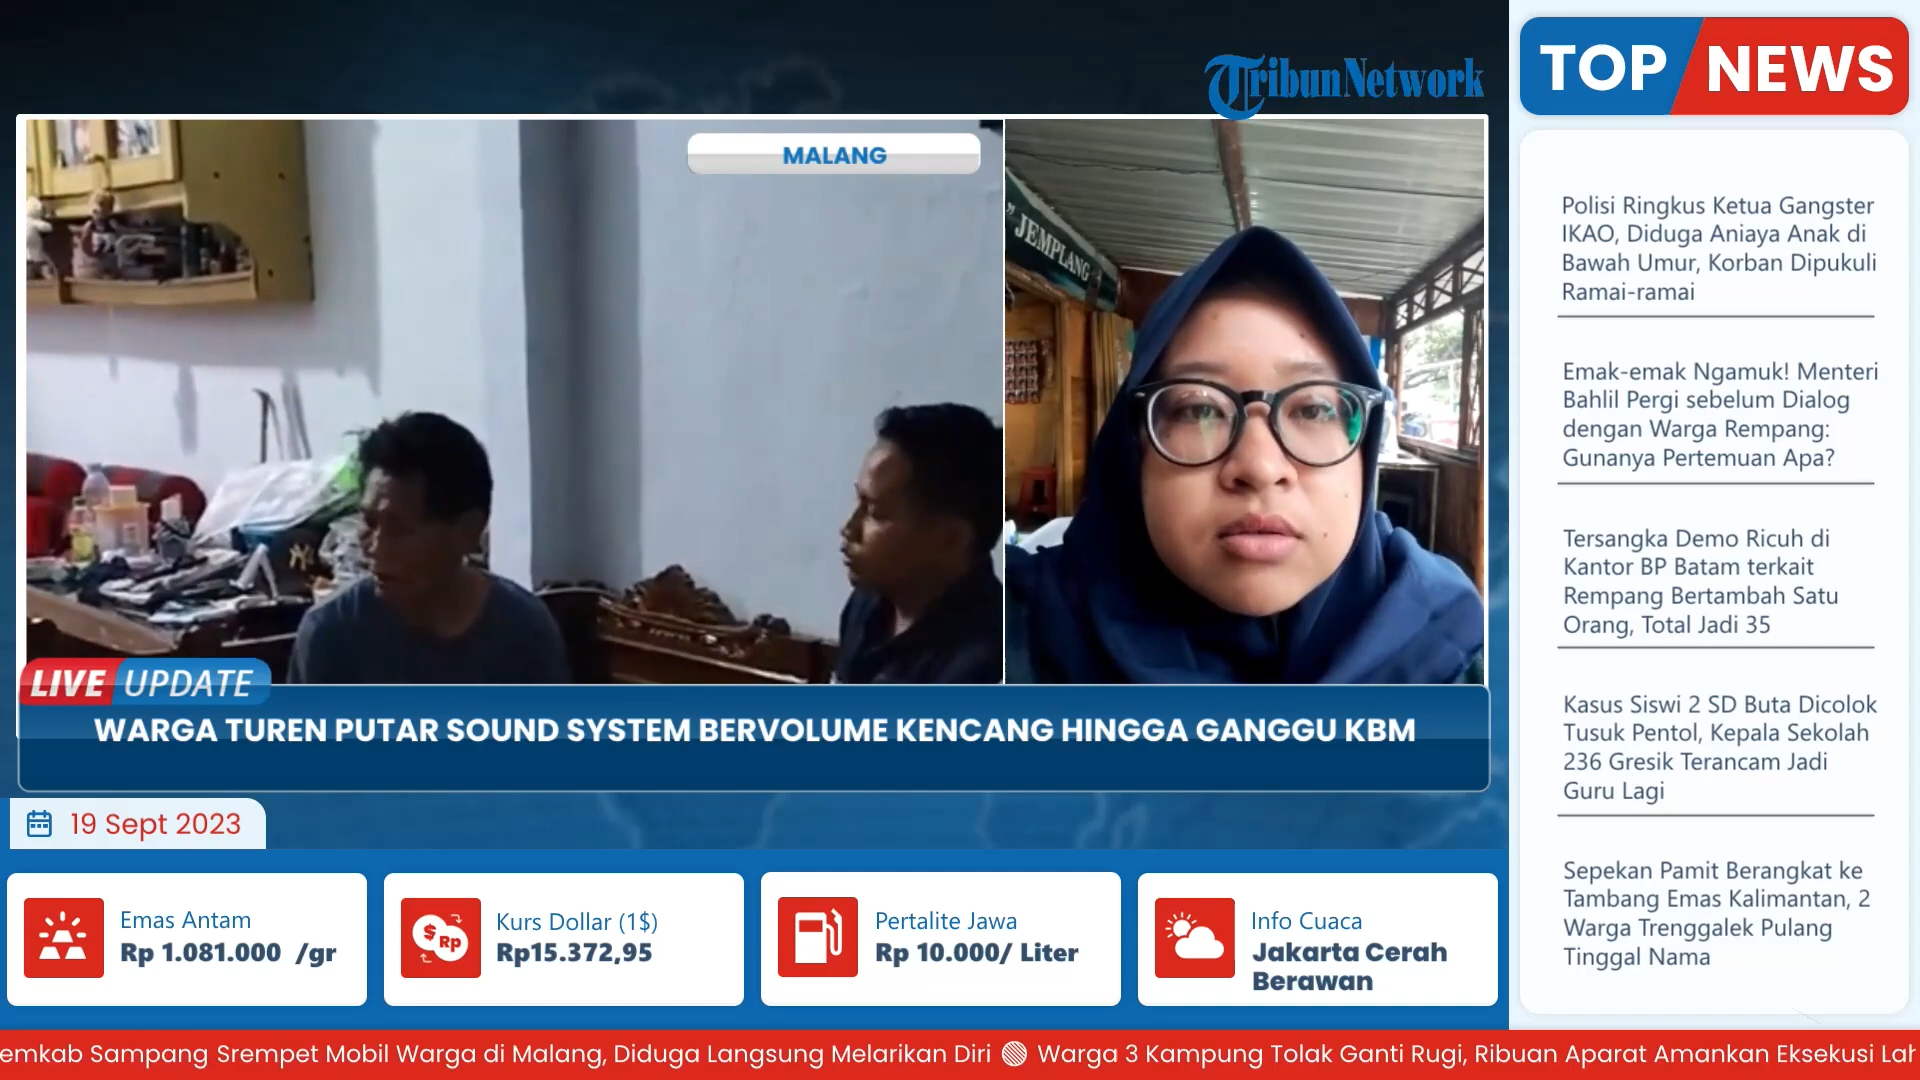 TribunNetwork
MALANG
" JEMPLANG
LIVE UPDATE
WARGA TUREN PUTAR SOUND SYSTEM BERVOLUME KENCANG HINGGA GANGGU KBM
19 Sept 2023
Emas Antam
Rp 1.081.000 /gr
Kurs Dollar (1$)
Rp15.372,95
Pertalite Jawa
Rp 10.000/ Liter
Info Cuaca
Jakarta Cerah
Berawan
TOP NEWS
Polisi Ringkus Ketua Gangster
IKAO, Diduga Aniaya Anak di
Bawah Umur, Korban Dipukuli
Ramai-ramai
Emak-emak Ngamuk! Menteri
Bahlil Pergi sebelum Dialog
dengan Warga Rempang:
Gunanya Pertemuan Apa?
Tersangka Demo Ricuh di
Kantor BP Batam terkait
Rempang Bertambah Satu
Orang, Total Jadi 35
Kasus Siswi 2 SD Buta Dicolok
Tusuk Pentol, Kepala Sekolah
236 Gresik Terancam Jadi
Guru Lagi
Sepekan Pamit Berangkat ke
Tambang Emas Kalimantan, 2
Warga Trenggalek Pulang
Tinggal Nama
emkab Sampang Srempet Mobil Warga di Malang, Diduga Langsung Melarikan Diri Warga 3 Kampung Tolak Ganti Rugi, Ribuan Aparat Amankan Eksekusi Lah